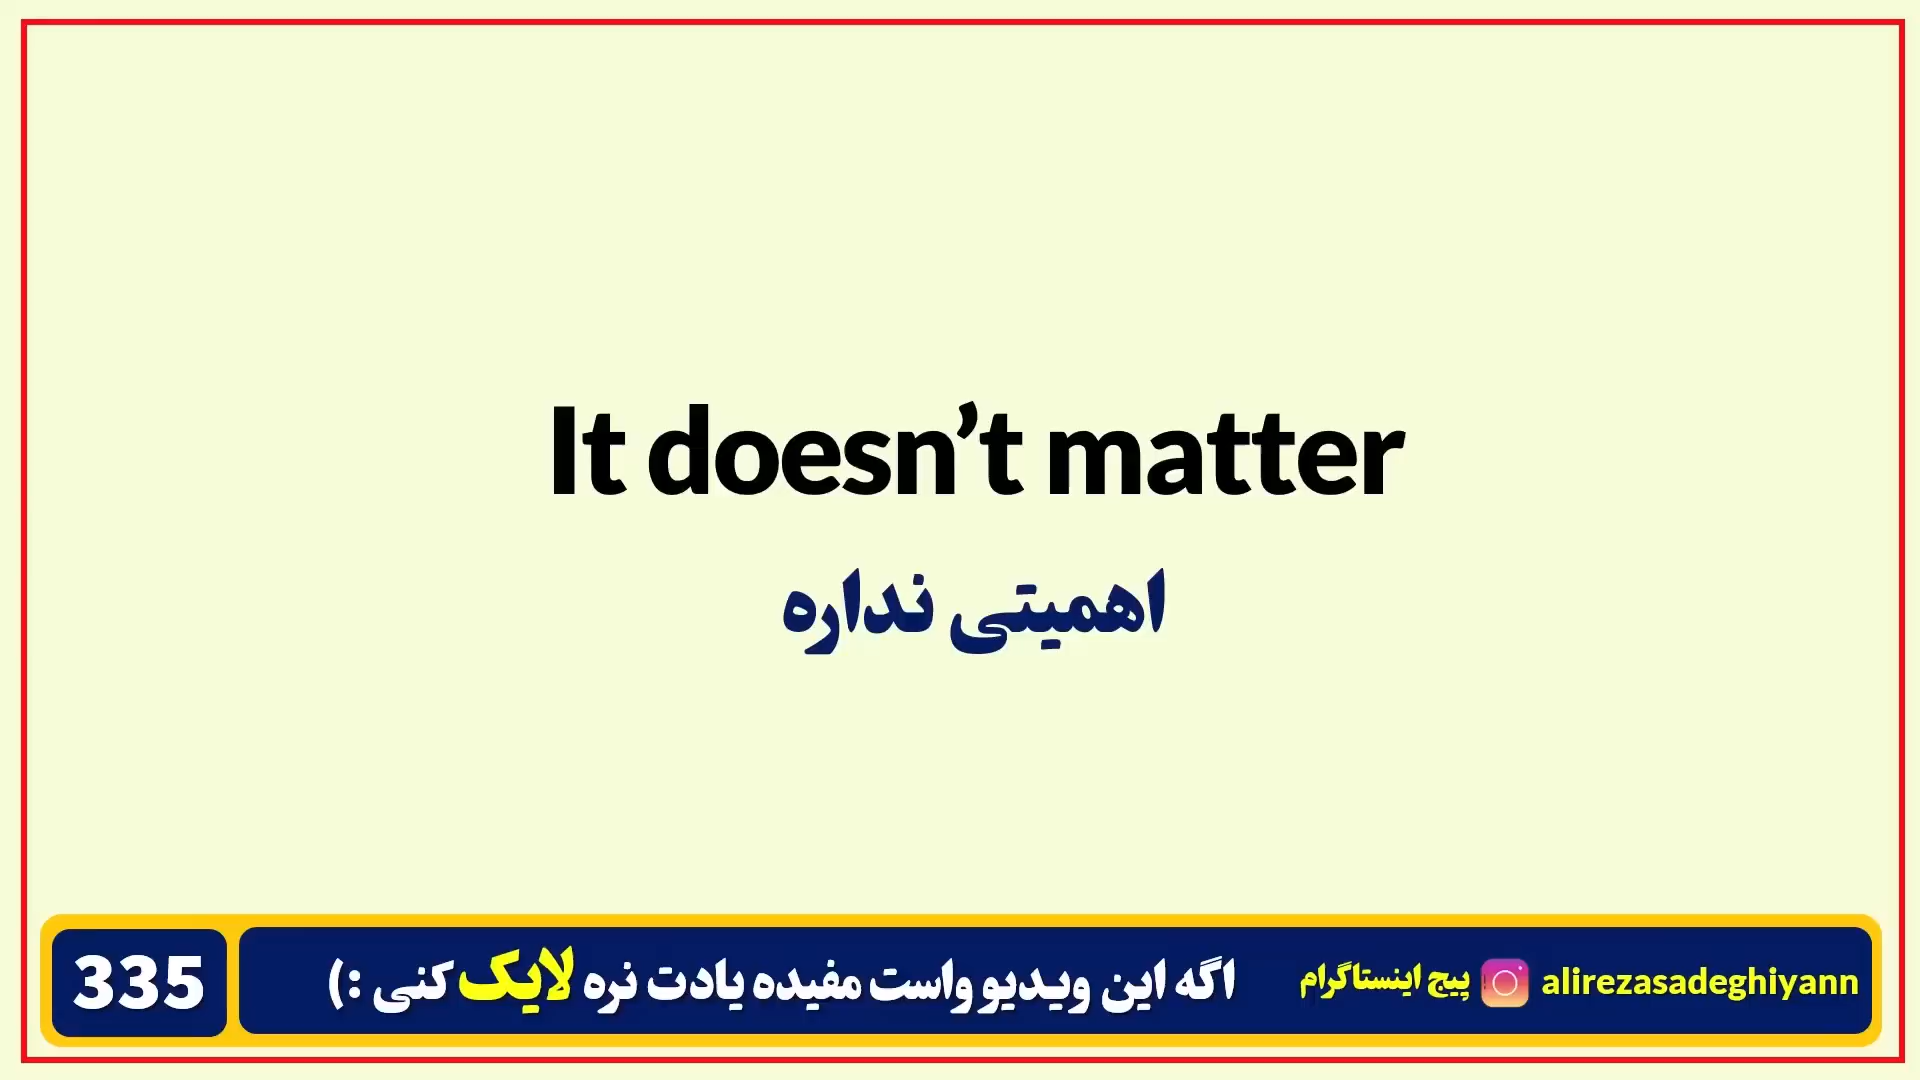 It doesn’t matter
اهمیتی نداره
335
اگه این ویدیو واست مفیده یادت نره لایک کنی :)
پیج اینستاگرام
alirezasadeghiyann